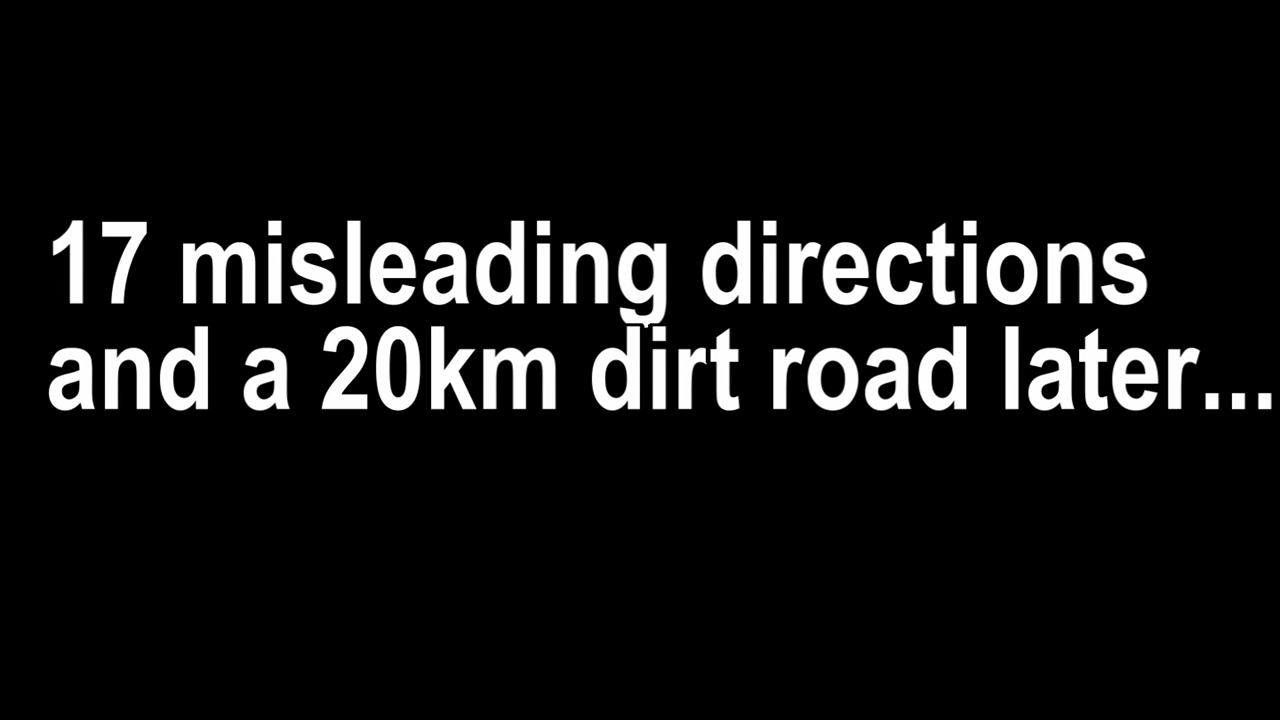 17 misleading directions
and a 20km dirt road later...